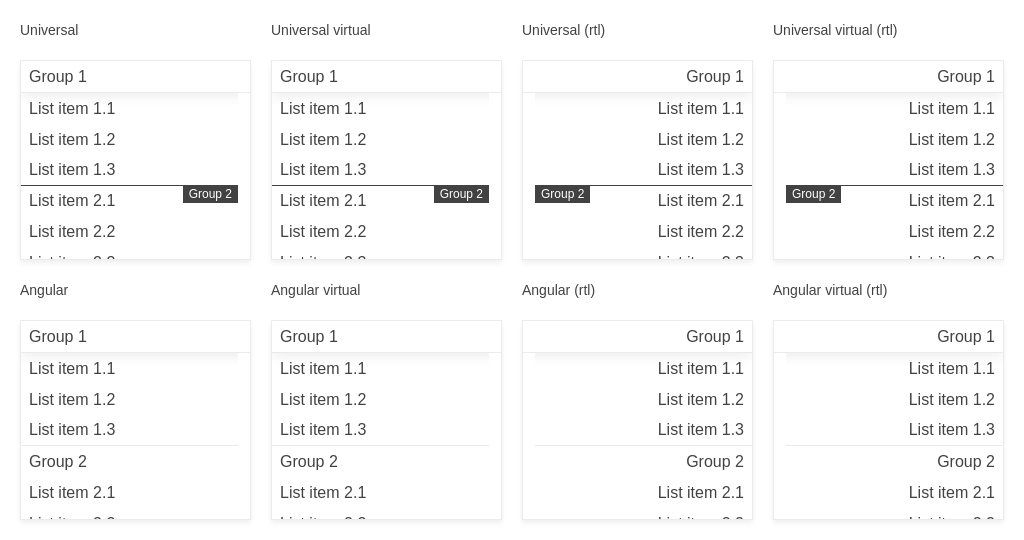 Universal
Universal virtual
Universal (rtl)
Universal virtual (rtl)
Group 1
Group 1
Group 1
Group 1
List item 1.1
List item 1.1
List item 1.1
List item 1.1
List item 1.2
List item 1.2
List item 1.2
List item 1.2
List item 1.3
List item 1.3
List item 1.3
List item 1.3
List item 2.1
Group 2
List item 2.1
Group 2
Group 2
List item 2.1
Group 2
List item 2.1
List item 2.2
List item 2.2
List item 2.2
List item 2.2
Angular
Angular virtual
Angular (rtl)
Angular virtual (rtl)
Group 1
Group 1
Group 1
Group 1
List item 1.1
List item 1.1
List item 1.1
List item 1.1
List item 1.2
List item 1.2
List item 1.2
List item 1.2
List item 1.3
List item 1.3
List item 1.3
List item 1.3
Group 2
Group 2
Group 2
Group 2
List item 2.1
List item 2.1
List item 2.1
List item 2.1